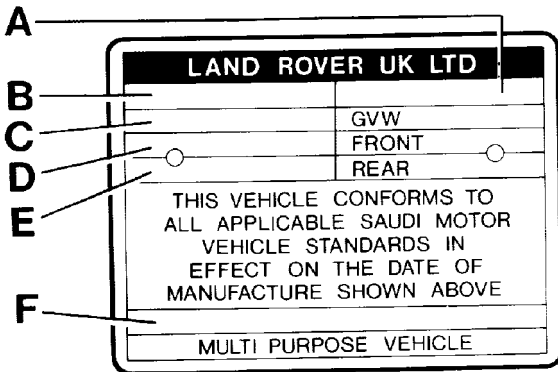 A
LAND ROVER UK LTD
B
C GVW
D FRONT
E REAR
THIS VEHICLE CONFORMS TO
ALL APPLICABLE SAUDI MOTOR
VEHICLE STANDARDS IN
EFFECT ON THE DATE OF
MANUFACTURE SHOWN ABOVE
F
MULTI PURPOSE VEHICLE